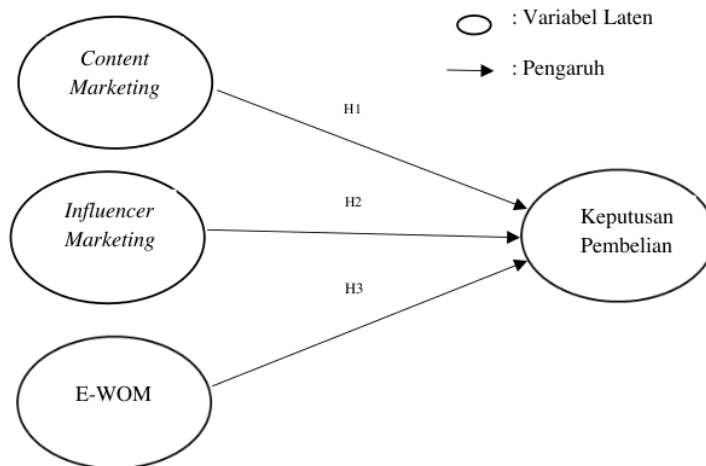 : Variabel Laten
: Pengaruh
Content
Marketing
H1
Influencer
Marketing
H2
Keputusan
Pembelian
H3
E-WOM